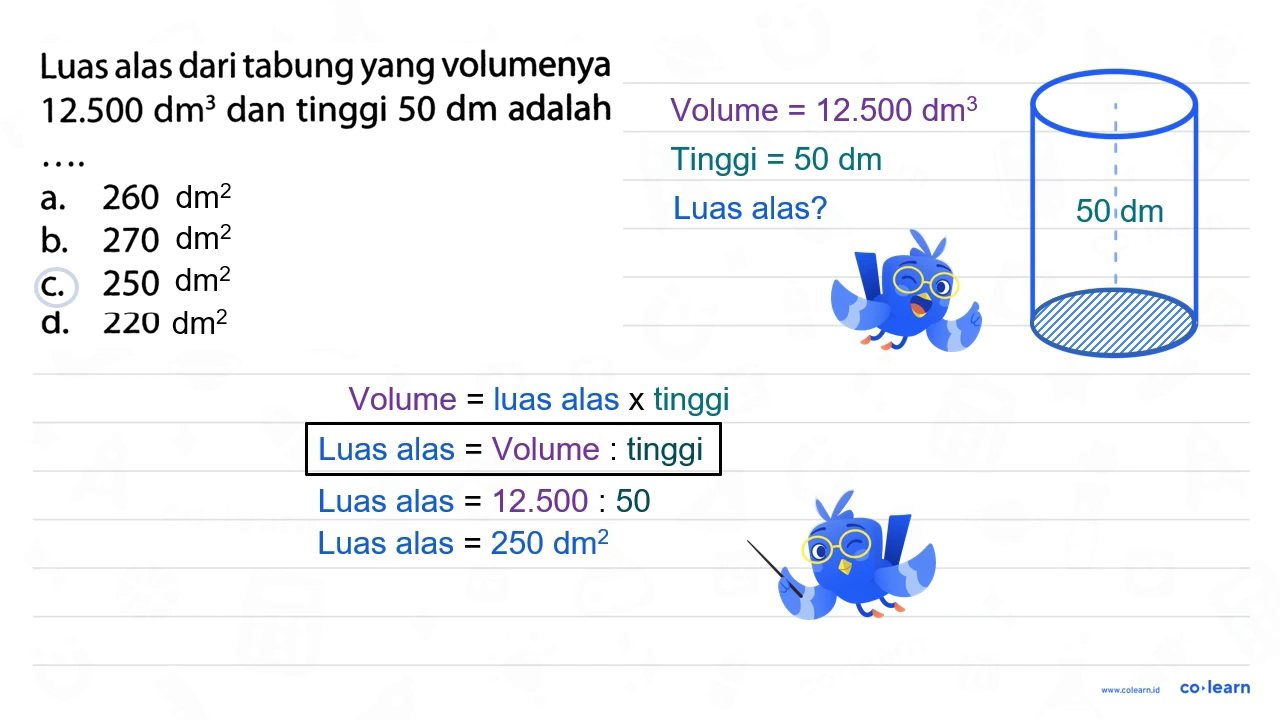 Luas alas dari tabung yang volumenya
12.500 dm³ dan tinggi 50 dm adalah
....
a. 260 dm²
b. 270 dm²
c. 250 dm²
d. 220 dm²
Volume = 12.500 dm³
Tinggi = 50 dm
Luas alas?
50 dm
Volume = luas alas x tinggi
Luas alas = Volume : tinggi
Luas alas = 12.500 : 50
Luas alas = 250 dm²
www.colearn.id co·learn